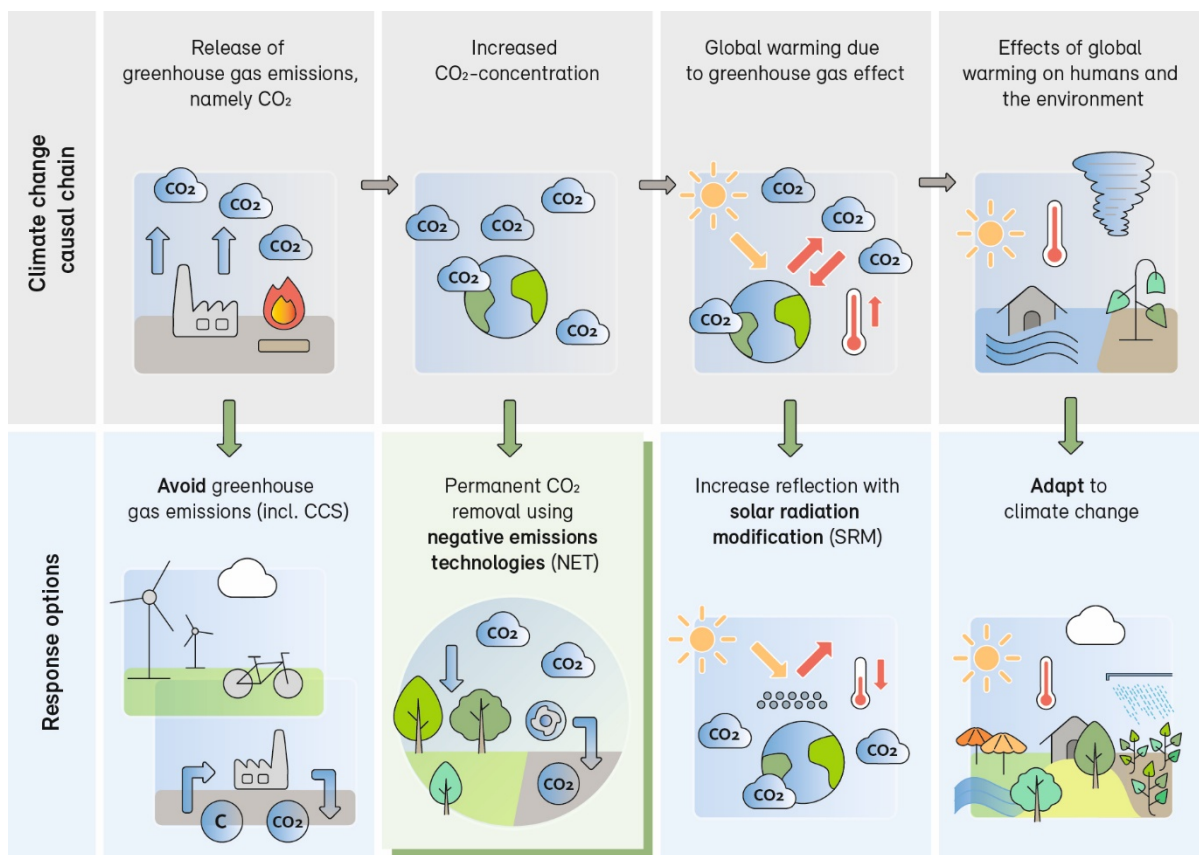 Climate change
causal chain
Release of
greenhouse gas emissions,
namely CO₂
CO₂
CO₂
CO₂
Increased
CO₂-concentration
CO₂
CO₂
CO₂
CO₂
CO₂
Global warming due
to greenhouse gas effect
CO₂
CO₂
CO₂
CO₂
Effects of global
warming on humans and
the environment
Response options
Avoid greenhouse
gas emissions (incl. CCS)
C
CO₂
Permanent CO₂
removal using
negative emissions
technologies (NET)
CO₂
CO₂
CO₂
Increase reflection with
solar radiation
modification (SRM)
CO₂
CO₂
CO₂
Adapt to
climate change